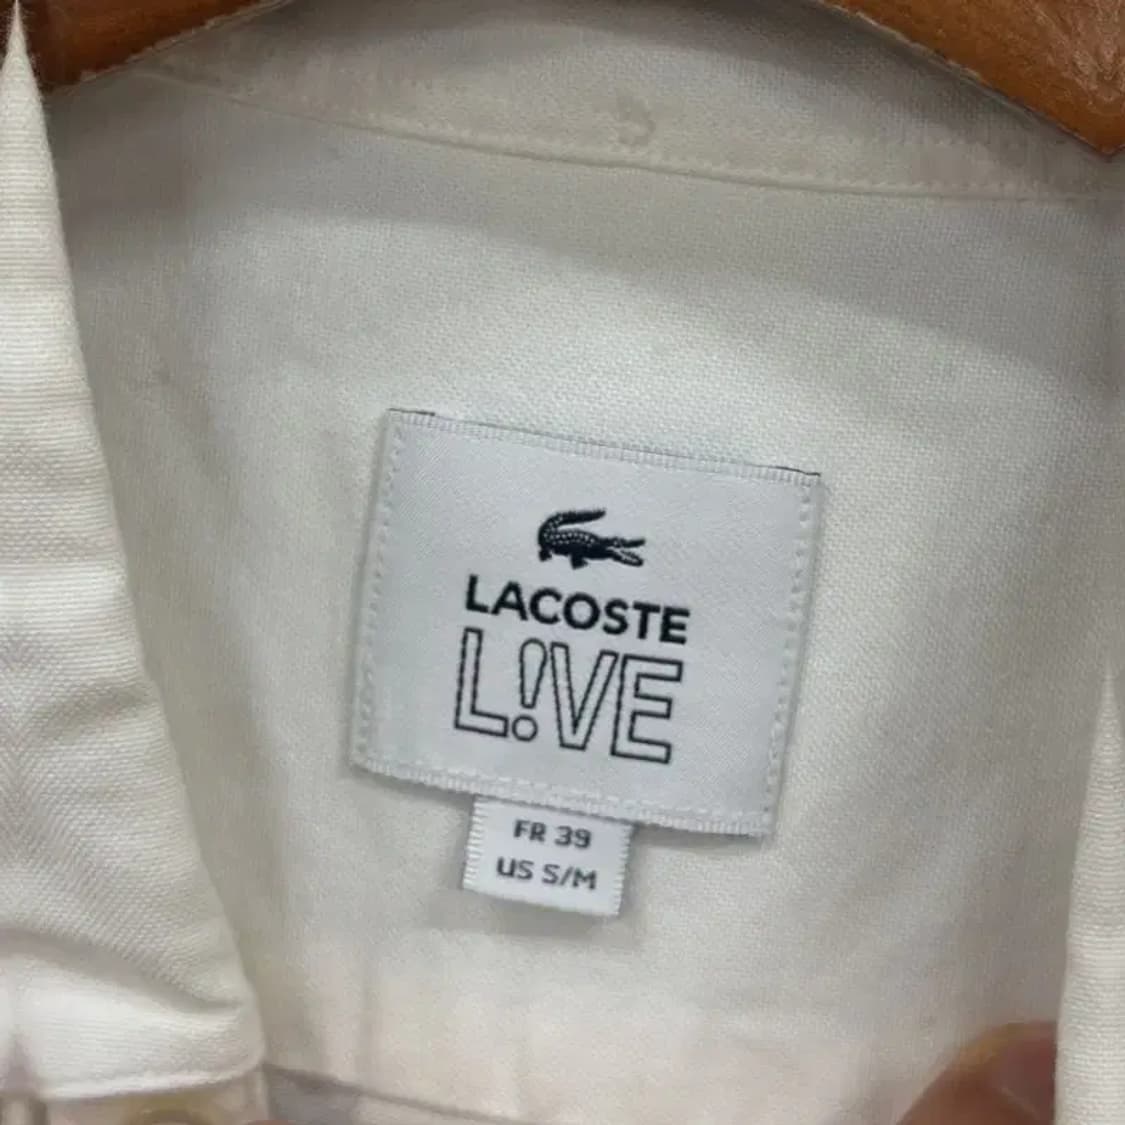 LACOSTE
L!VE
FR 39
US S/M